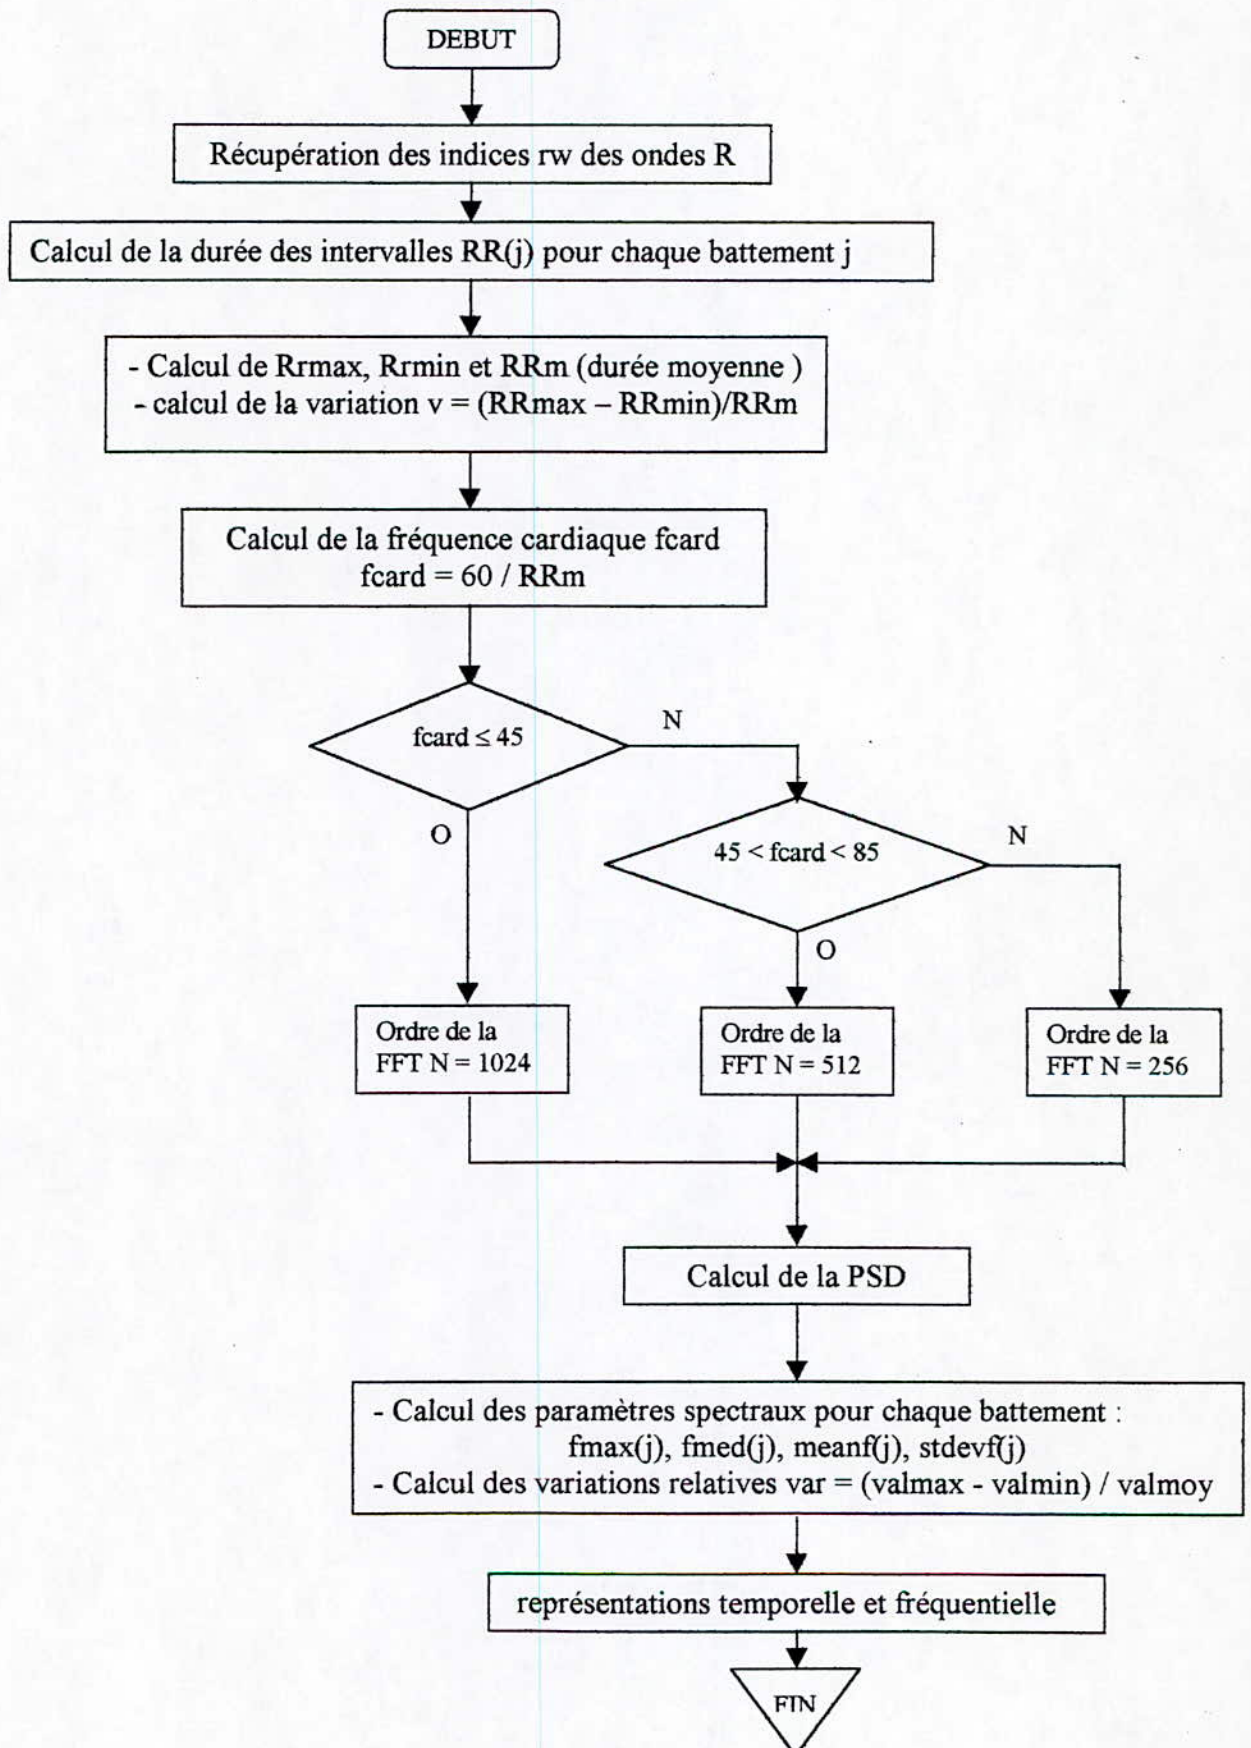 DEBUT
Récupération des indices rw des ondes R
Calcul de la durée des intervalles RR(j) pour chaque battement j
- Calcul de Rrmax, Rrmin et RRm (durée moyenne )
- calcul de la variation v = (RRmax – RRmin)/RRm
Calcul de la fréquence cardiaque fcard
fcard = 60 / RRm
fcard ≤ 45
N
O
45 < fcard < 85
N
O
Ordre de la
FFT N = 1024
Ordre de la
FFT N = 512
Ordre de la
FFT N = 256
Calcul de la PSD
- Calcul des paramètres spectraux pour chaque battement :
fmax(j), fmed(j), meanf(j), stdevf(j)
- Calcul des variations relatives var = (valmax - valmin) / valmoy
représentations temporelle et fréquentielle
FIN